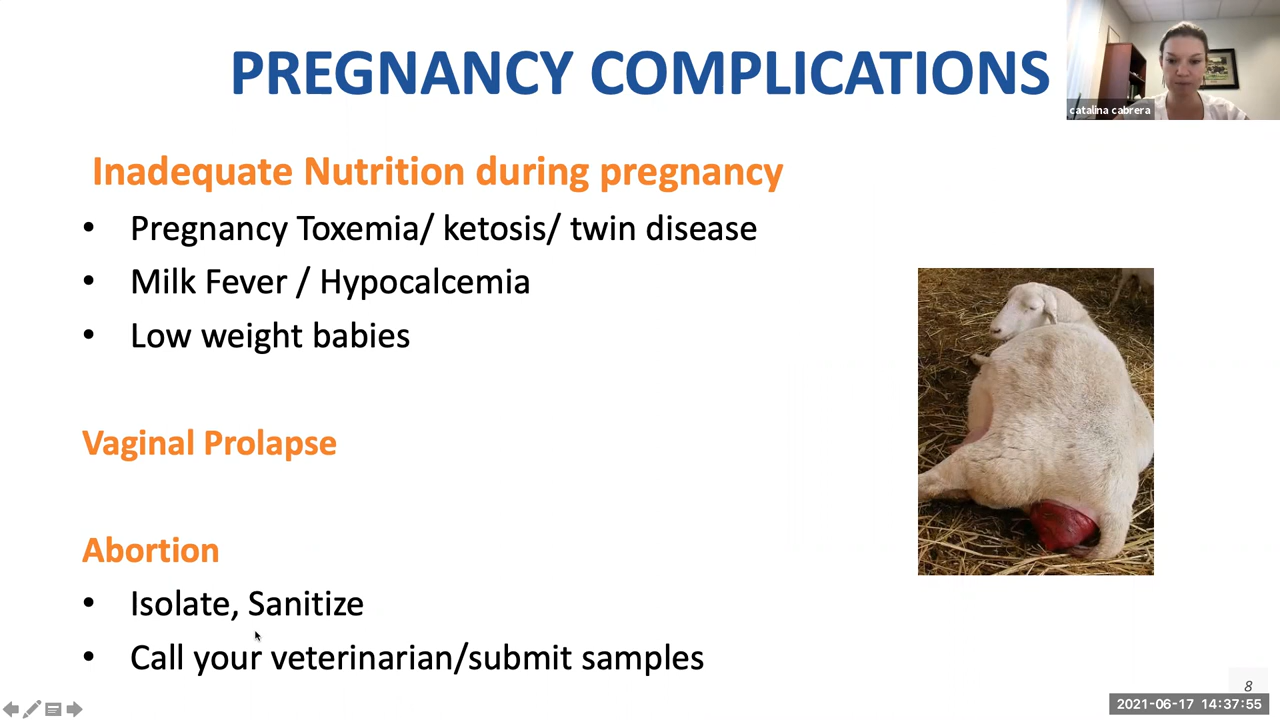 PREGNANCY COMPLICATIONS
catalina cabrera
Inadequate Nutrition during pregnancy
• Pregnancy Toxemia/ ketosis/ twin disease
• Milk Fever / Hypocalcemia
• Low weight babies
Vaginal Prolapse
Abortion
• Isolate, Sanitize
• Call your veterinarian/submit samples
8
2021-06-17 14:37:55